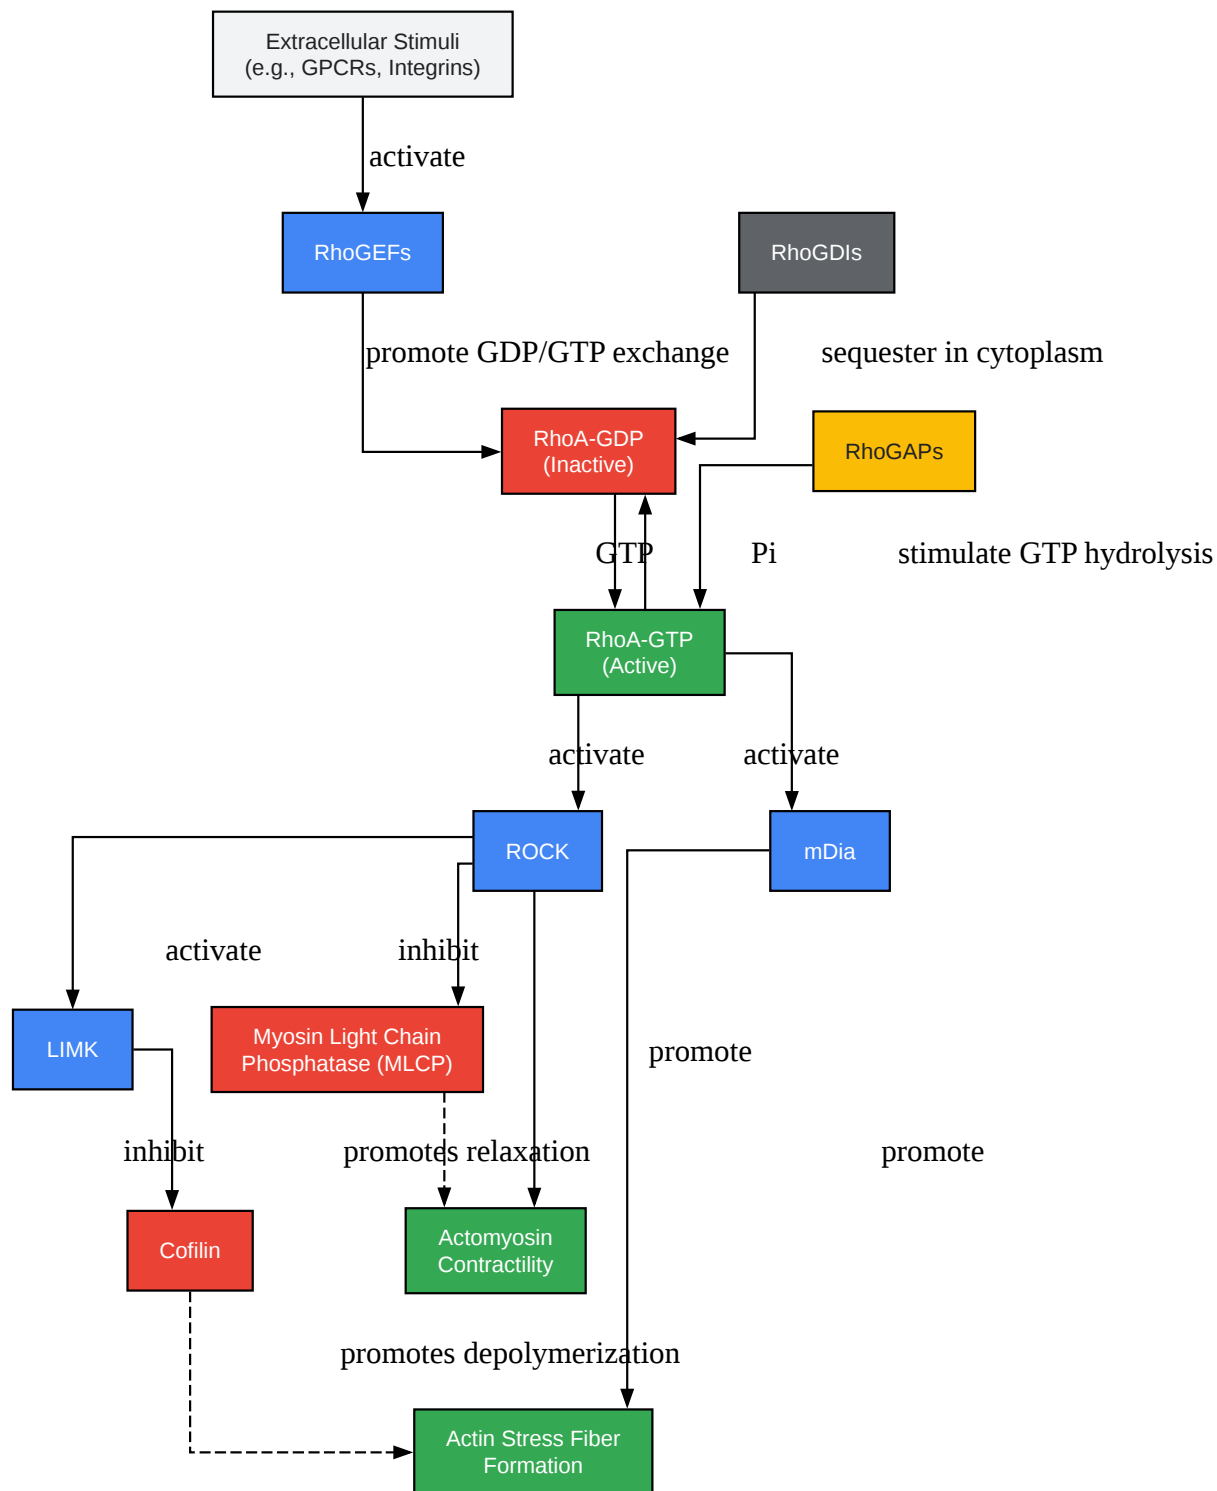 Extracellular Stimuli
(e.g., GPCRs, Integrins)
activate
RhoGEFs
RhoGDIs
promote GDP/GTP exchange
sequester in cytoplasm
RhoA-GDP
(Inactive)
RhoGAPs
GTP
Pi
stimulate GTP hydrolysis
RhoA-GTP
(Active)
activate
activate
ROCK
mDia
activate
inhibit
LIMK
Myosin Light Chain
Phosphatase (MLCP)
promote
inhibit
promotes relaxation
promote
Cofilin
Actomyosin
Contractility
promotes depolymerization
Actin Stress Fiber
Formation